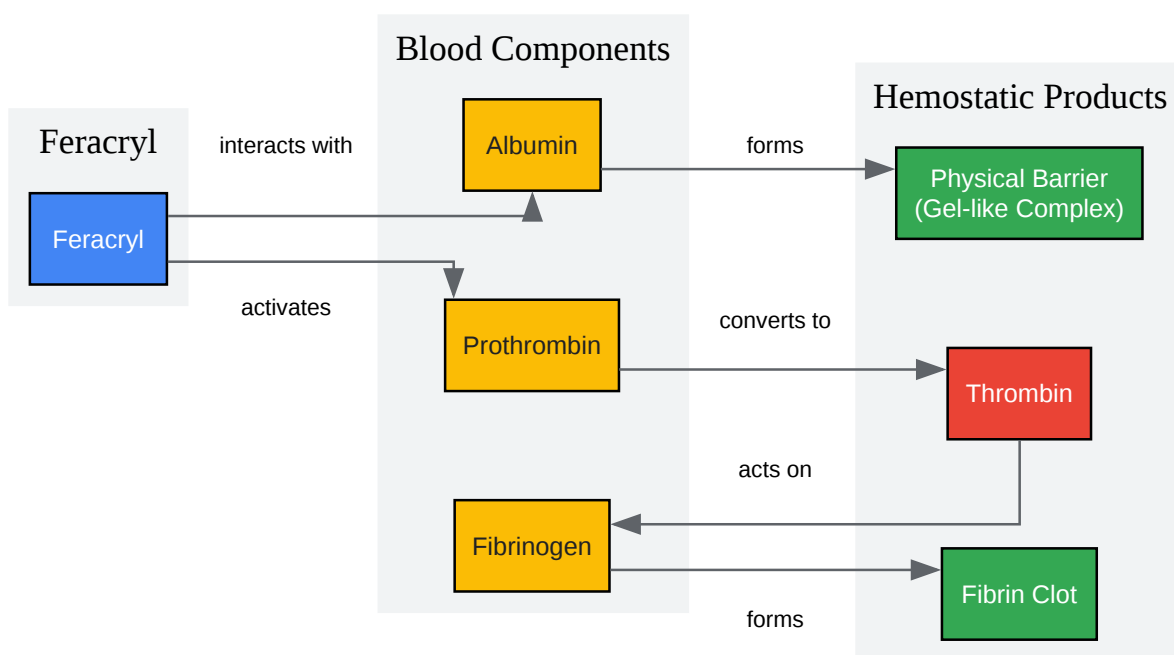 Blood Components
Hemostatic Products
Feracryl
interacts with
Albumin
forms
Physical Barrier
(Gel-like Complex)
Feracryl
activates
Prothrombin
converts to
Thrombin
acts on
Fibrinogen
Fibrin Clot
forms